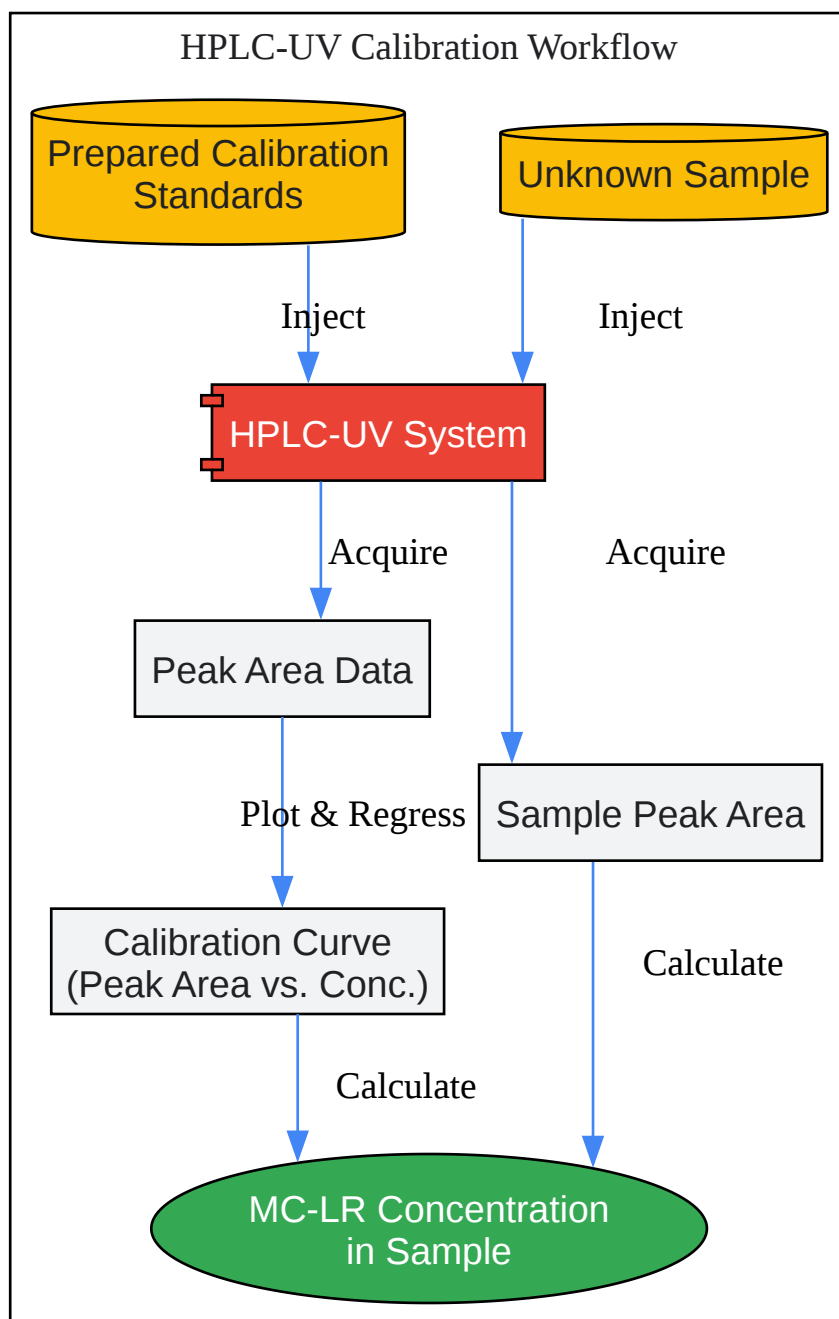 HPLC-UV Calibration Workflow
Prepared Calibration
Standards
Unknown Sample
Inject
Inject
HPLC-UV System
Acquire
Acquire
Peak Area Data
Plot & Regress
Sample Peak Area
Calibration Curve
(Peak Area vs. Conc.)
Calculate
Calculate
MC-LR Concentration
in Sample